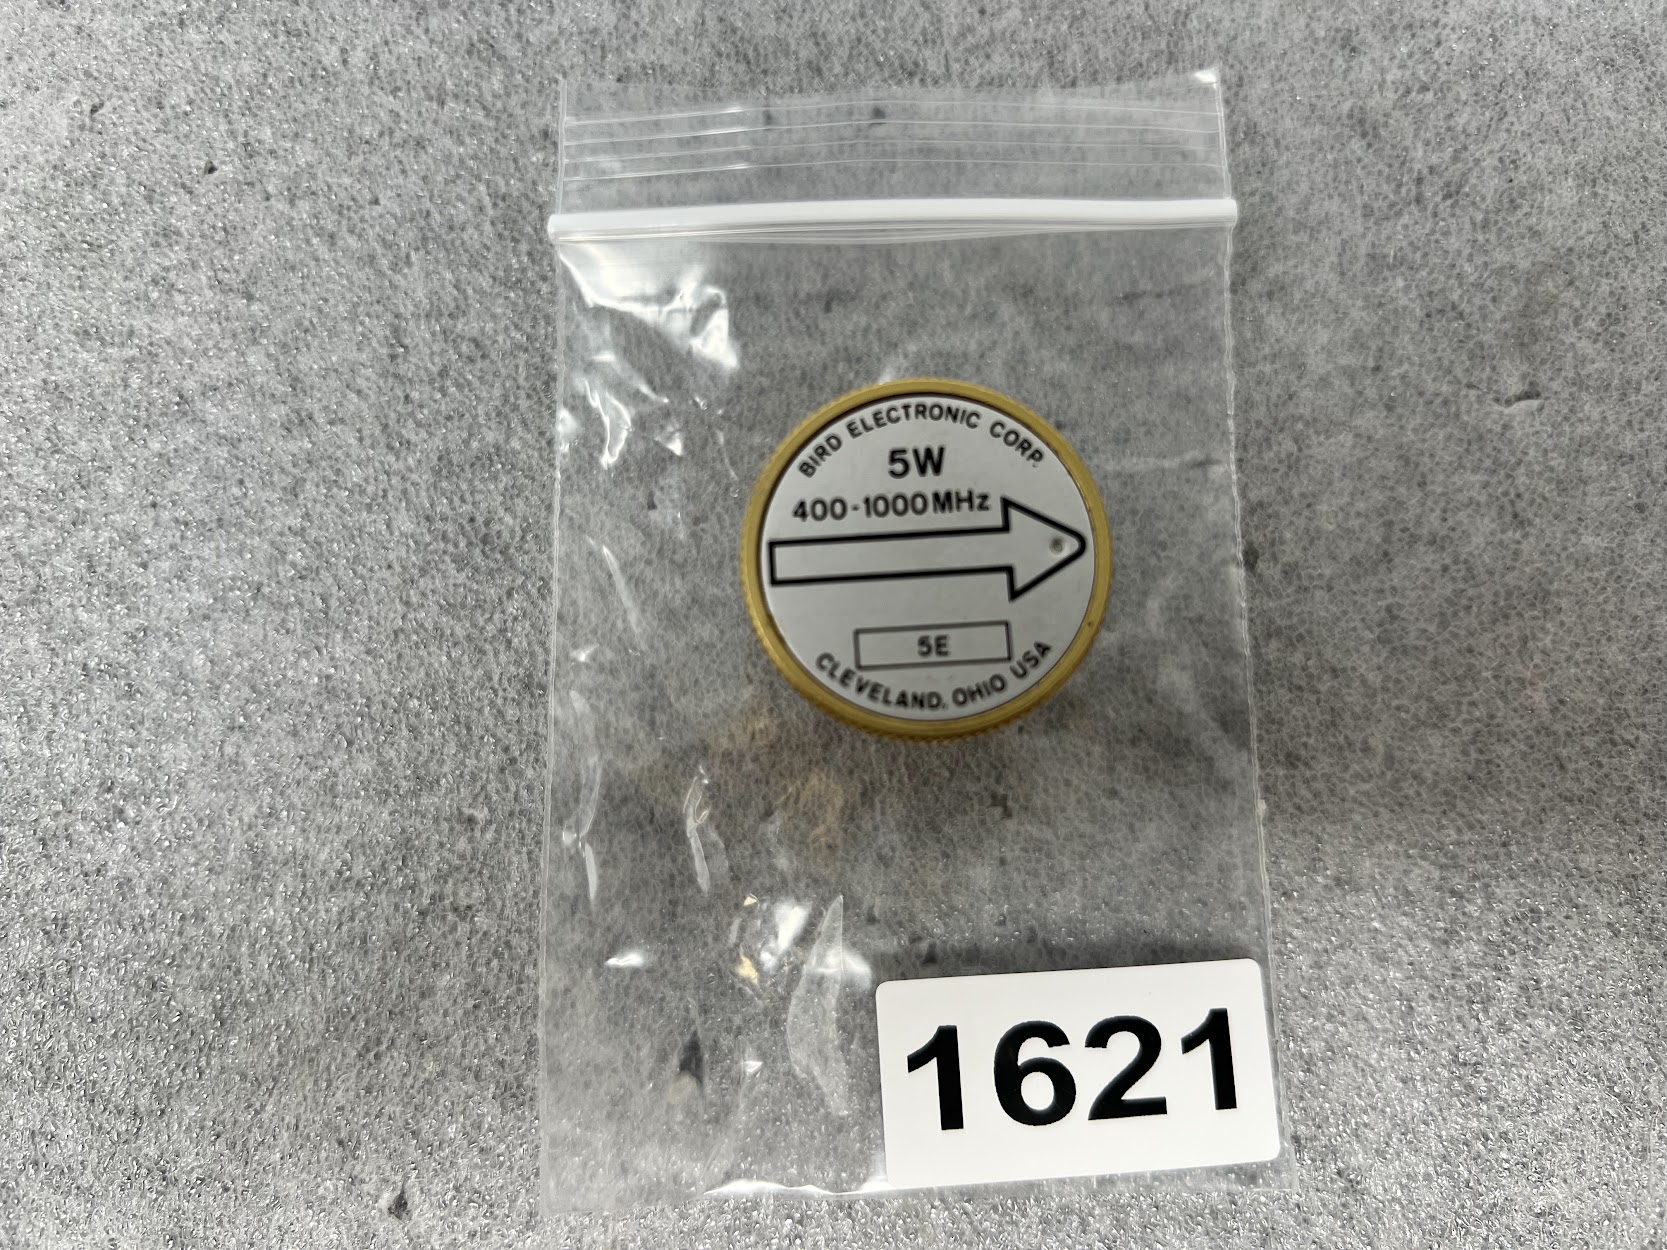 BIRD ELECTRONIC CORP.
5W
400-1000MHz
5E
CLEVELAND, OHIO USA
1621